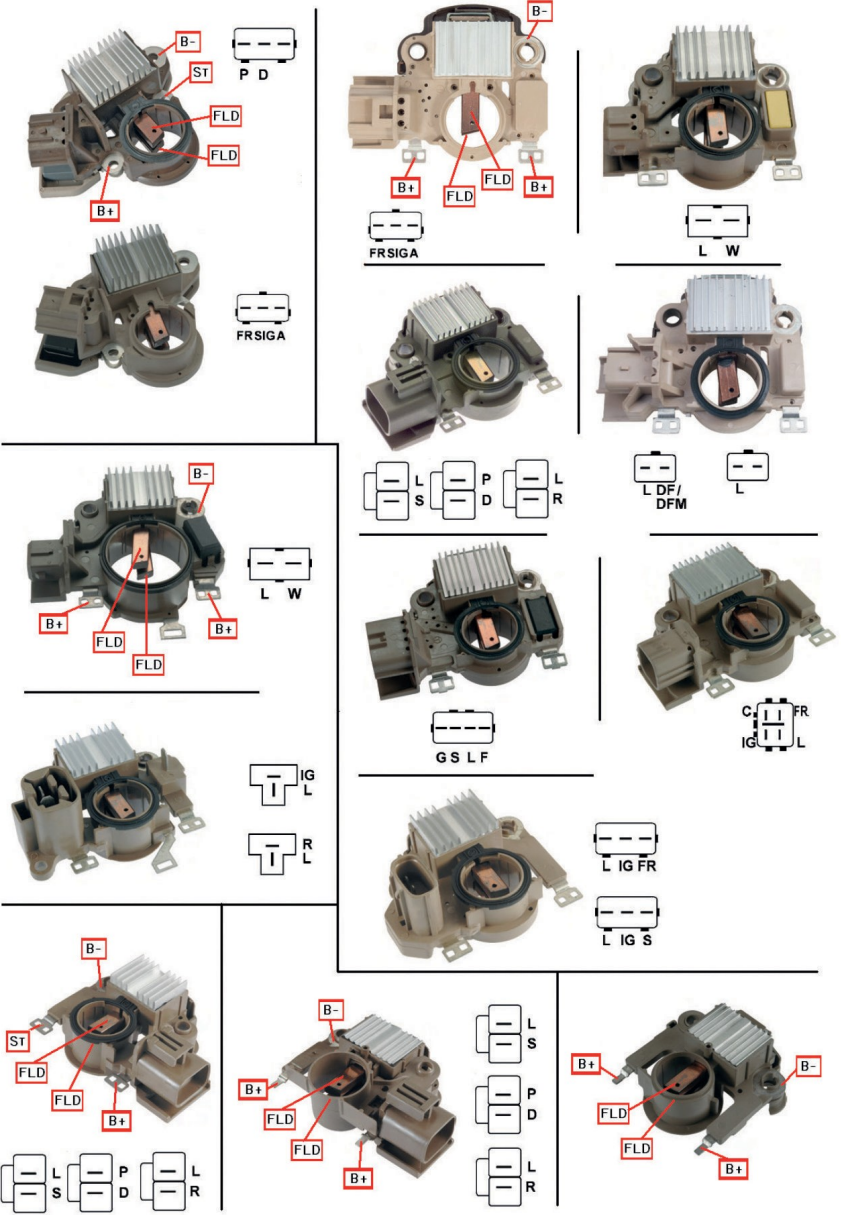 B-
P D
ST
FLD
FLD
B+
FRSIGA
B-
B+
FLD
FLD
B+
FRSIGA
L W
L
S
P
D
L
R
L DF/
DFM
L
B-
L W
B+
FLD
FLD
B+
IG
L
R
L
G S L F
C FR
IG L
L IG FR
L IG S
B-
ST
FLD
FLD
B+
L
S
P
D
L
R
B-
B+
FLD
FLD
B+
L
S
P
D
L
R
B+
B-
FLD
FLD
B+